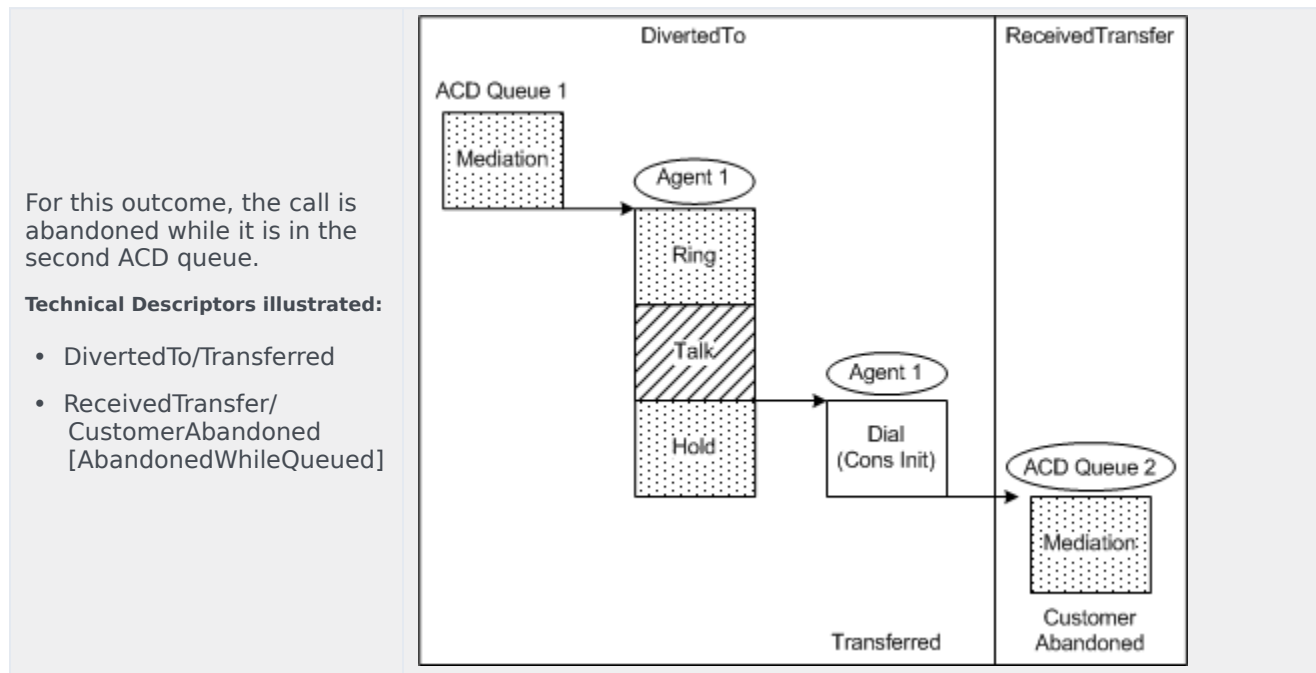 For this outcome, the call is
abandoned while it is in the
second ACD queue.
Technical Descriptors illustrated:
• DivertedTo/Transferred
• ReceivedTransfer/
CustomerAbandoned
[AbandonedWhileQueued]
DivertedTo
ReceivedTransfer
ACD Queue 1
Mediation
Agent 1
Ring
Talk
Hold
Agent 1
Dial
(Cons Init)
ACD Queue 2
Mediation
Transferred
Customer
Abandoned